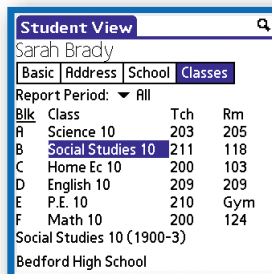 Student View
Sarah Brady
Basic Address School Classes
Report Period: All
Blk Class Tch Rm
A Science 10 203 205
B Social Studies 10 211 118
C Home Ec 10 200 103
D English 10 209 209
E P.E. 10 210 Gym
F Math 10 200 124
Social Studies 10 (1900-3)
Bedford High School